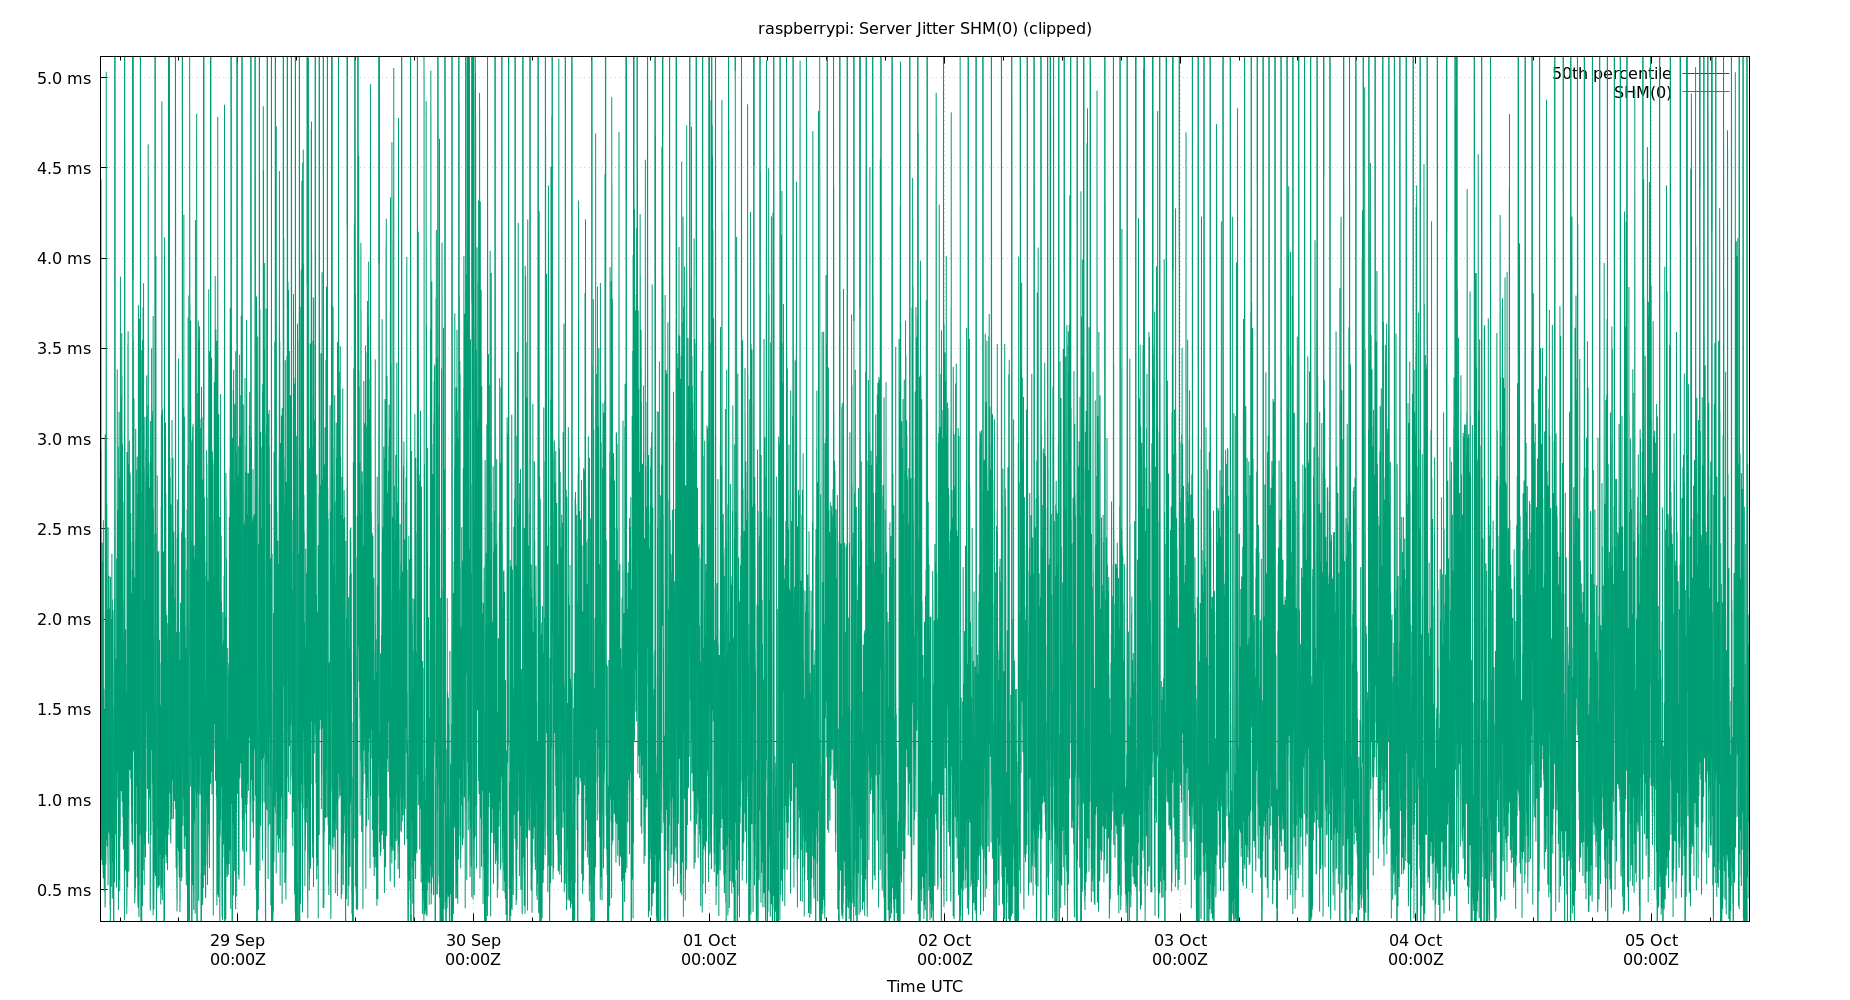 raspberrypi: Server Jitter SHM(0) (clipped)
5.0 ms
50th percentile
SHM(0)
4.5 ms
4.0 ms
3.5 ms
3.0 ms
2.5 ms
2.0 ms
1.5 ms
1.0 ms
0.5 ms
29 Sep 30 Sep 01 Oct 02 Oct 03 Oct 04 Oct 05 Oct
00:00Z 00:00Z 00:00Z 00:00Z 00:00Z 00:00Z 00:00Z
Time UTC